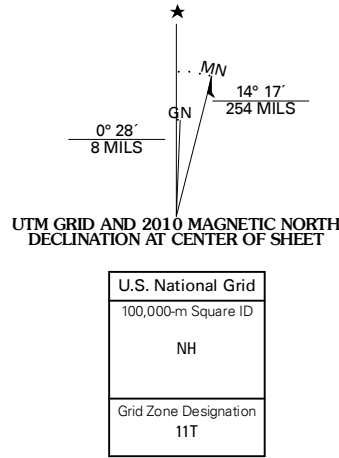 ★
MN
GN
14° 17´
254 MILS
0° 28´
8 MILS
UTM GRID AND 2010 MAGNETIC NORTH
DECLINATION AT CENTER OF SHEET
U.S. National Grid
100,000-m Square ID
NH
Grid Zone Designation
11T